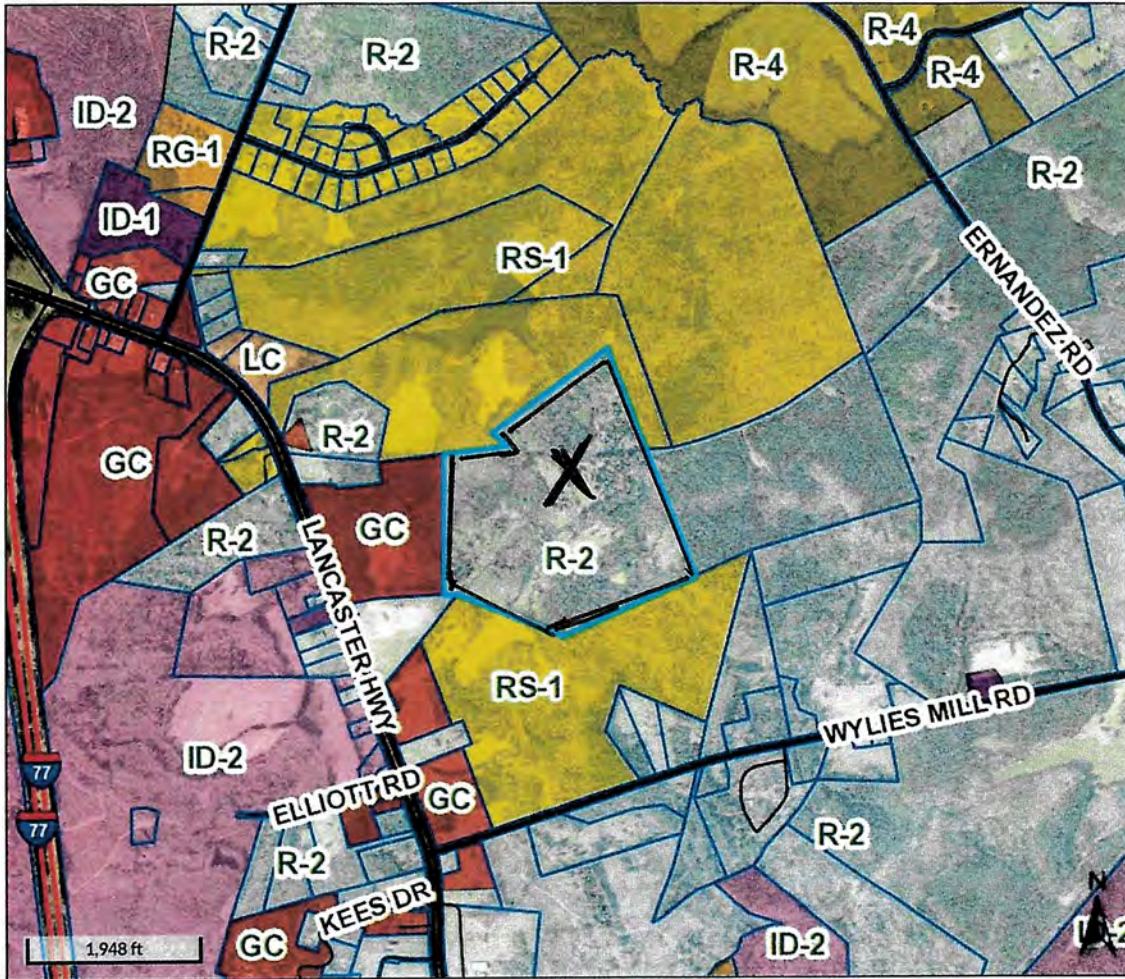 R-2
R-2
R-4
R-4
R-4
ID-2
RG-1
R-2
ID-1
ERNANDEZ RD
GC
RS-1
LC
R-2
X
GC
R-2
GC
R-2
LANCASTER HWY
RS-1
WYLIES MILL RD
ID-2
77
ELLIOTT RD
GC
77
R-2
R-2
KEES DR
N
1,948 ft
GC
ID-2
ID-2